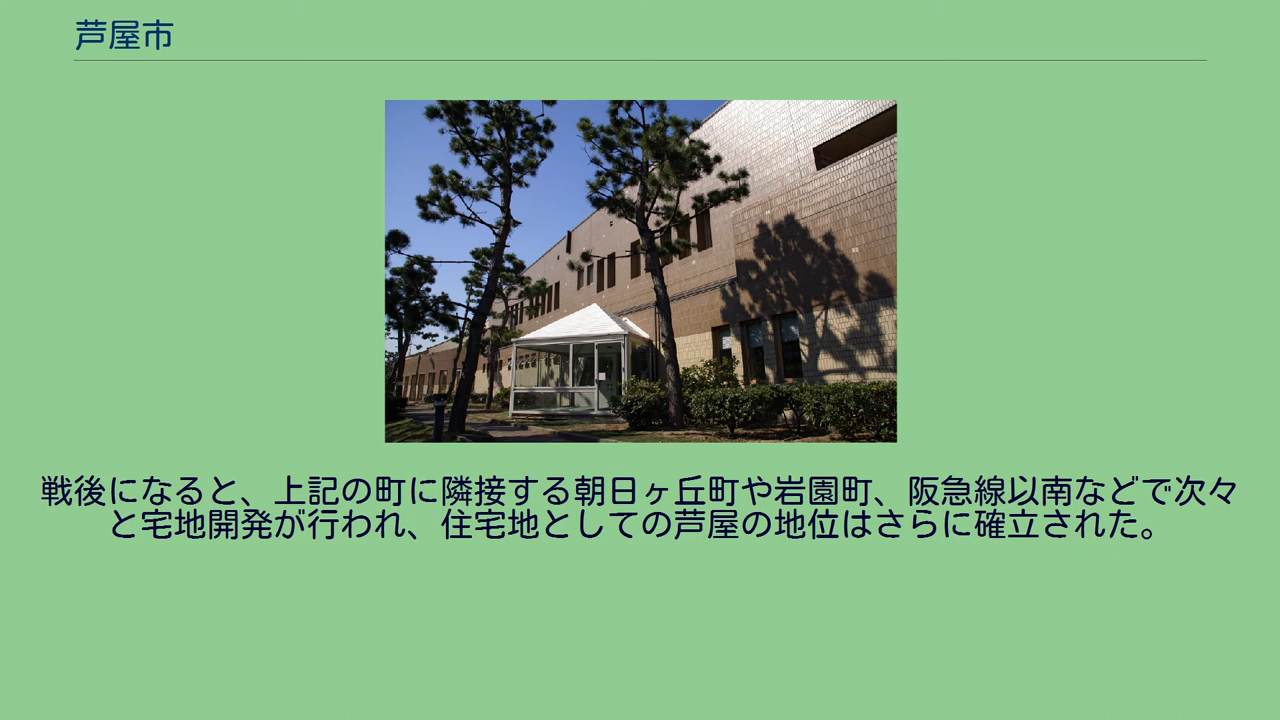 芦屋市
戦後になると、上記の町に隣接する朝日ヶ丘町や岩園町、阪急線以南などで次々
と宅地開発が行われ、住宅地としての芦屋の地位はさらに確立された。